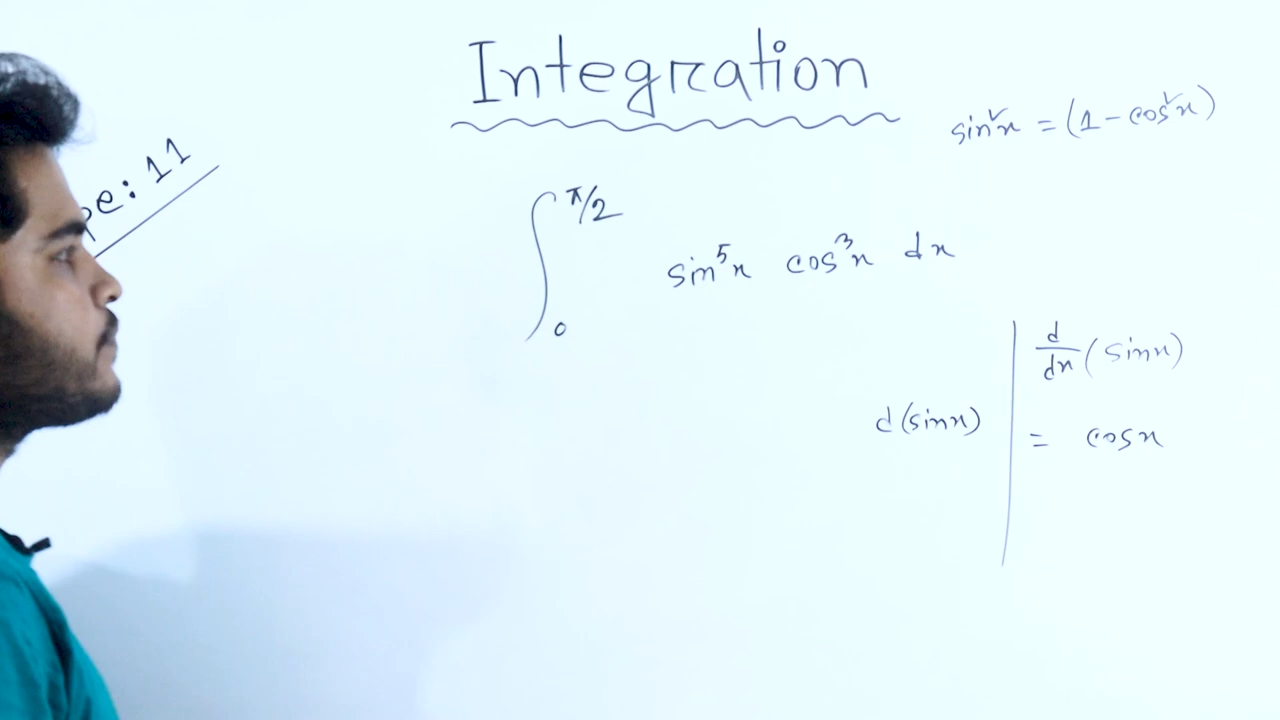 Integration
sin²x = (1 - cos²x)
pe: 11
∫₀^π/2 sin⁵x cos³x dx
d/dx (sinx)
d(sinx)
= cosx